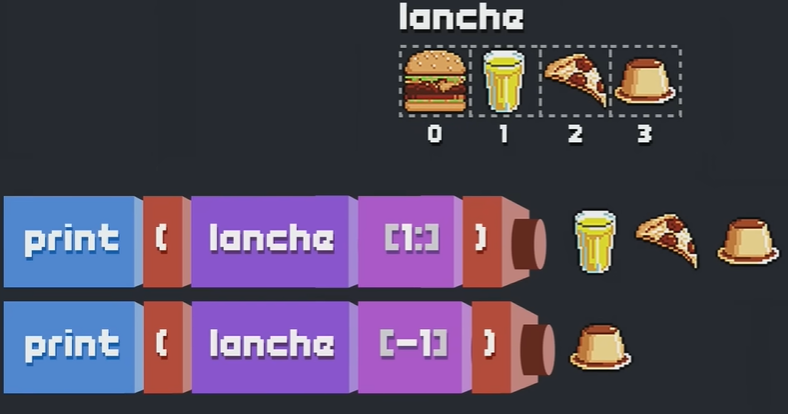 lanche
0 1 2 3
print ( lanche [1:] )
print ( lanche [-1] )